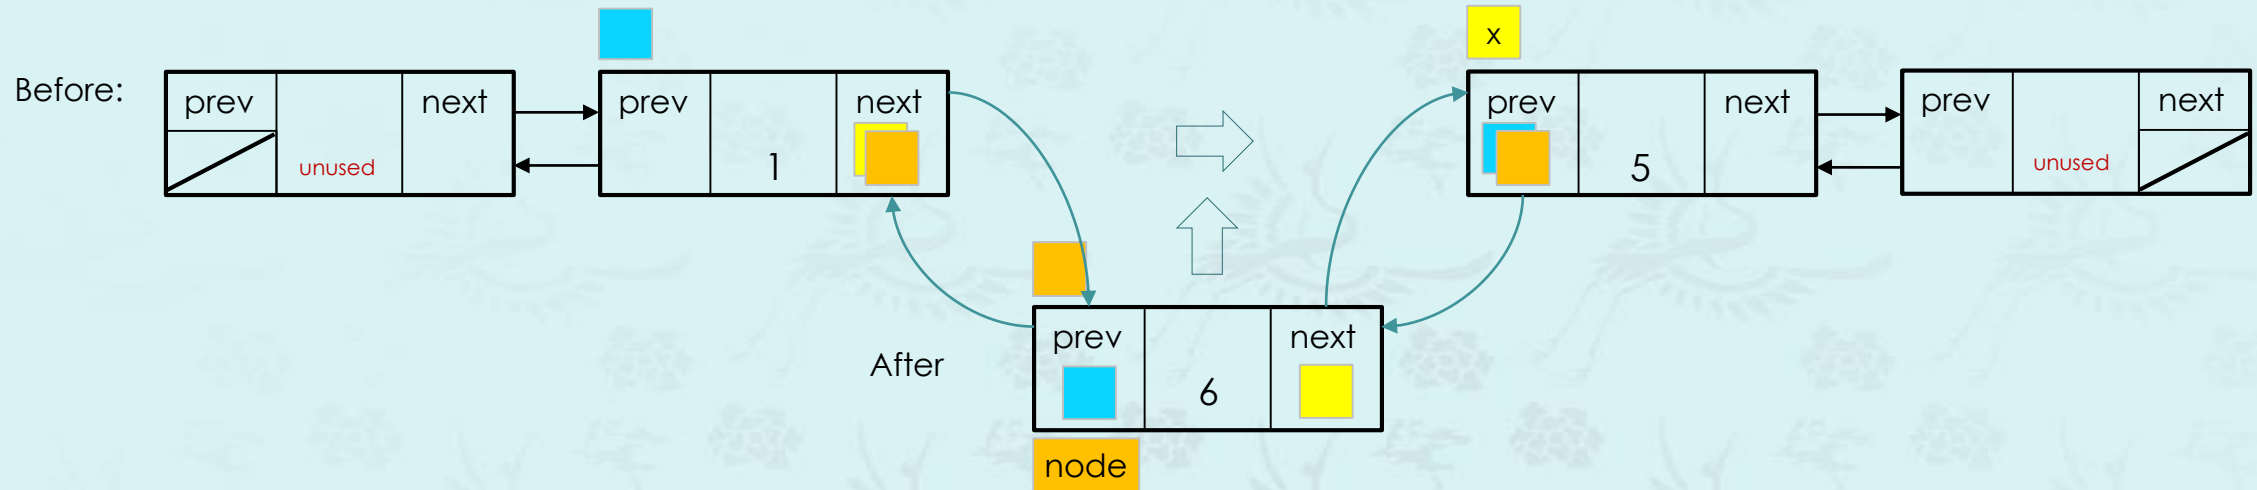 x
Before:
prev
next
prev
next
prev
next
prev
next
unused
1
5
unused
prev
next
After
6
node